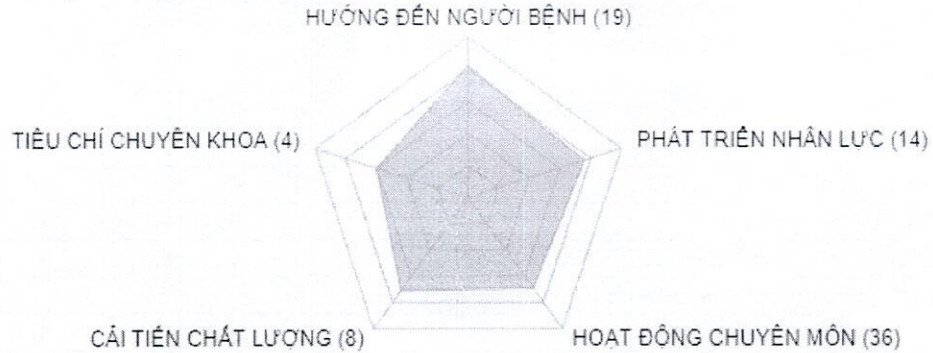 HƯỚNG ĐẾN NGƯỜI BỆNH (19)
TIÊU CHÍ CHUYÊN KHOA (4)
PHÁT TRIỂN NHÂN LỰC (14)
CẢI TIẾN CHẤT LƯỢNG (8)
HOẠT ĐỘNG CHUYÊN MÔN (36)